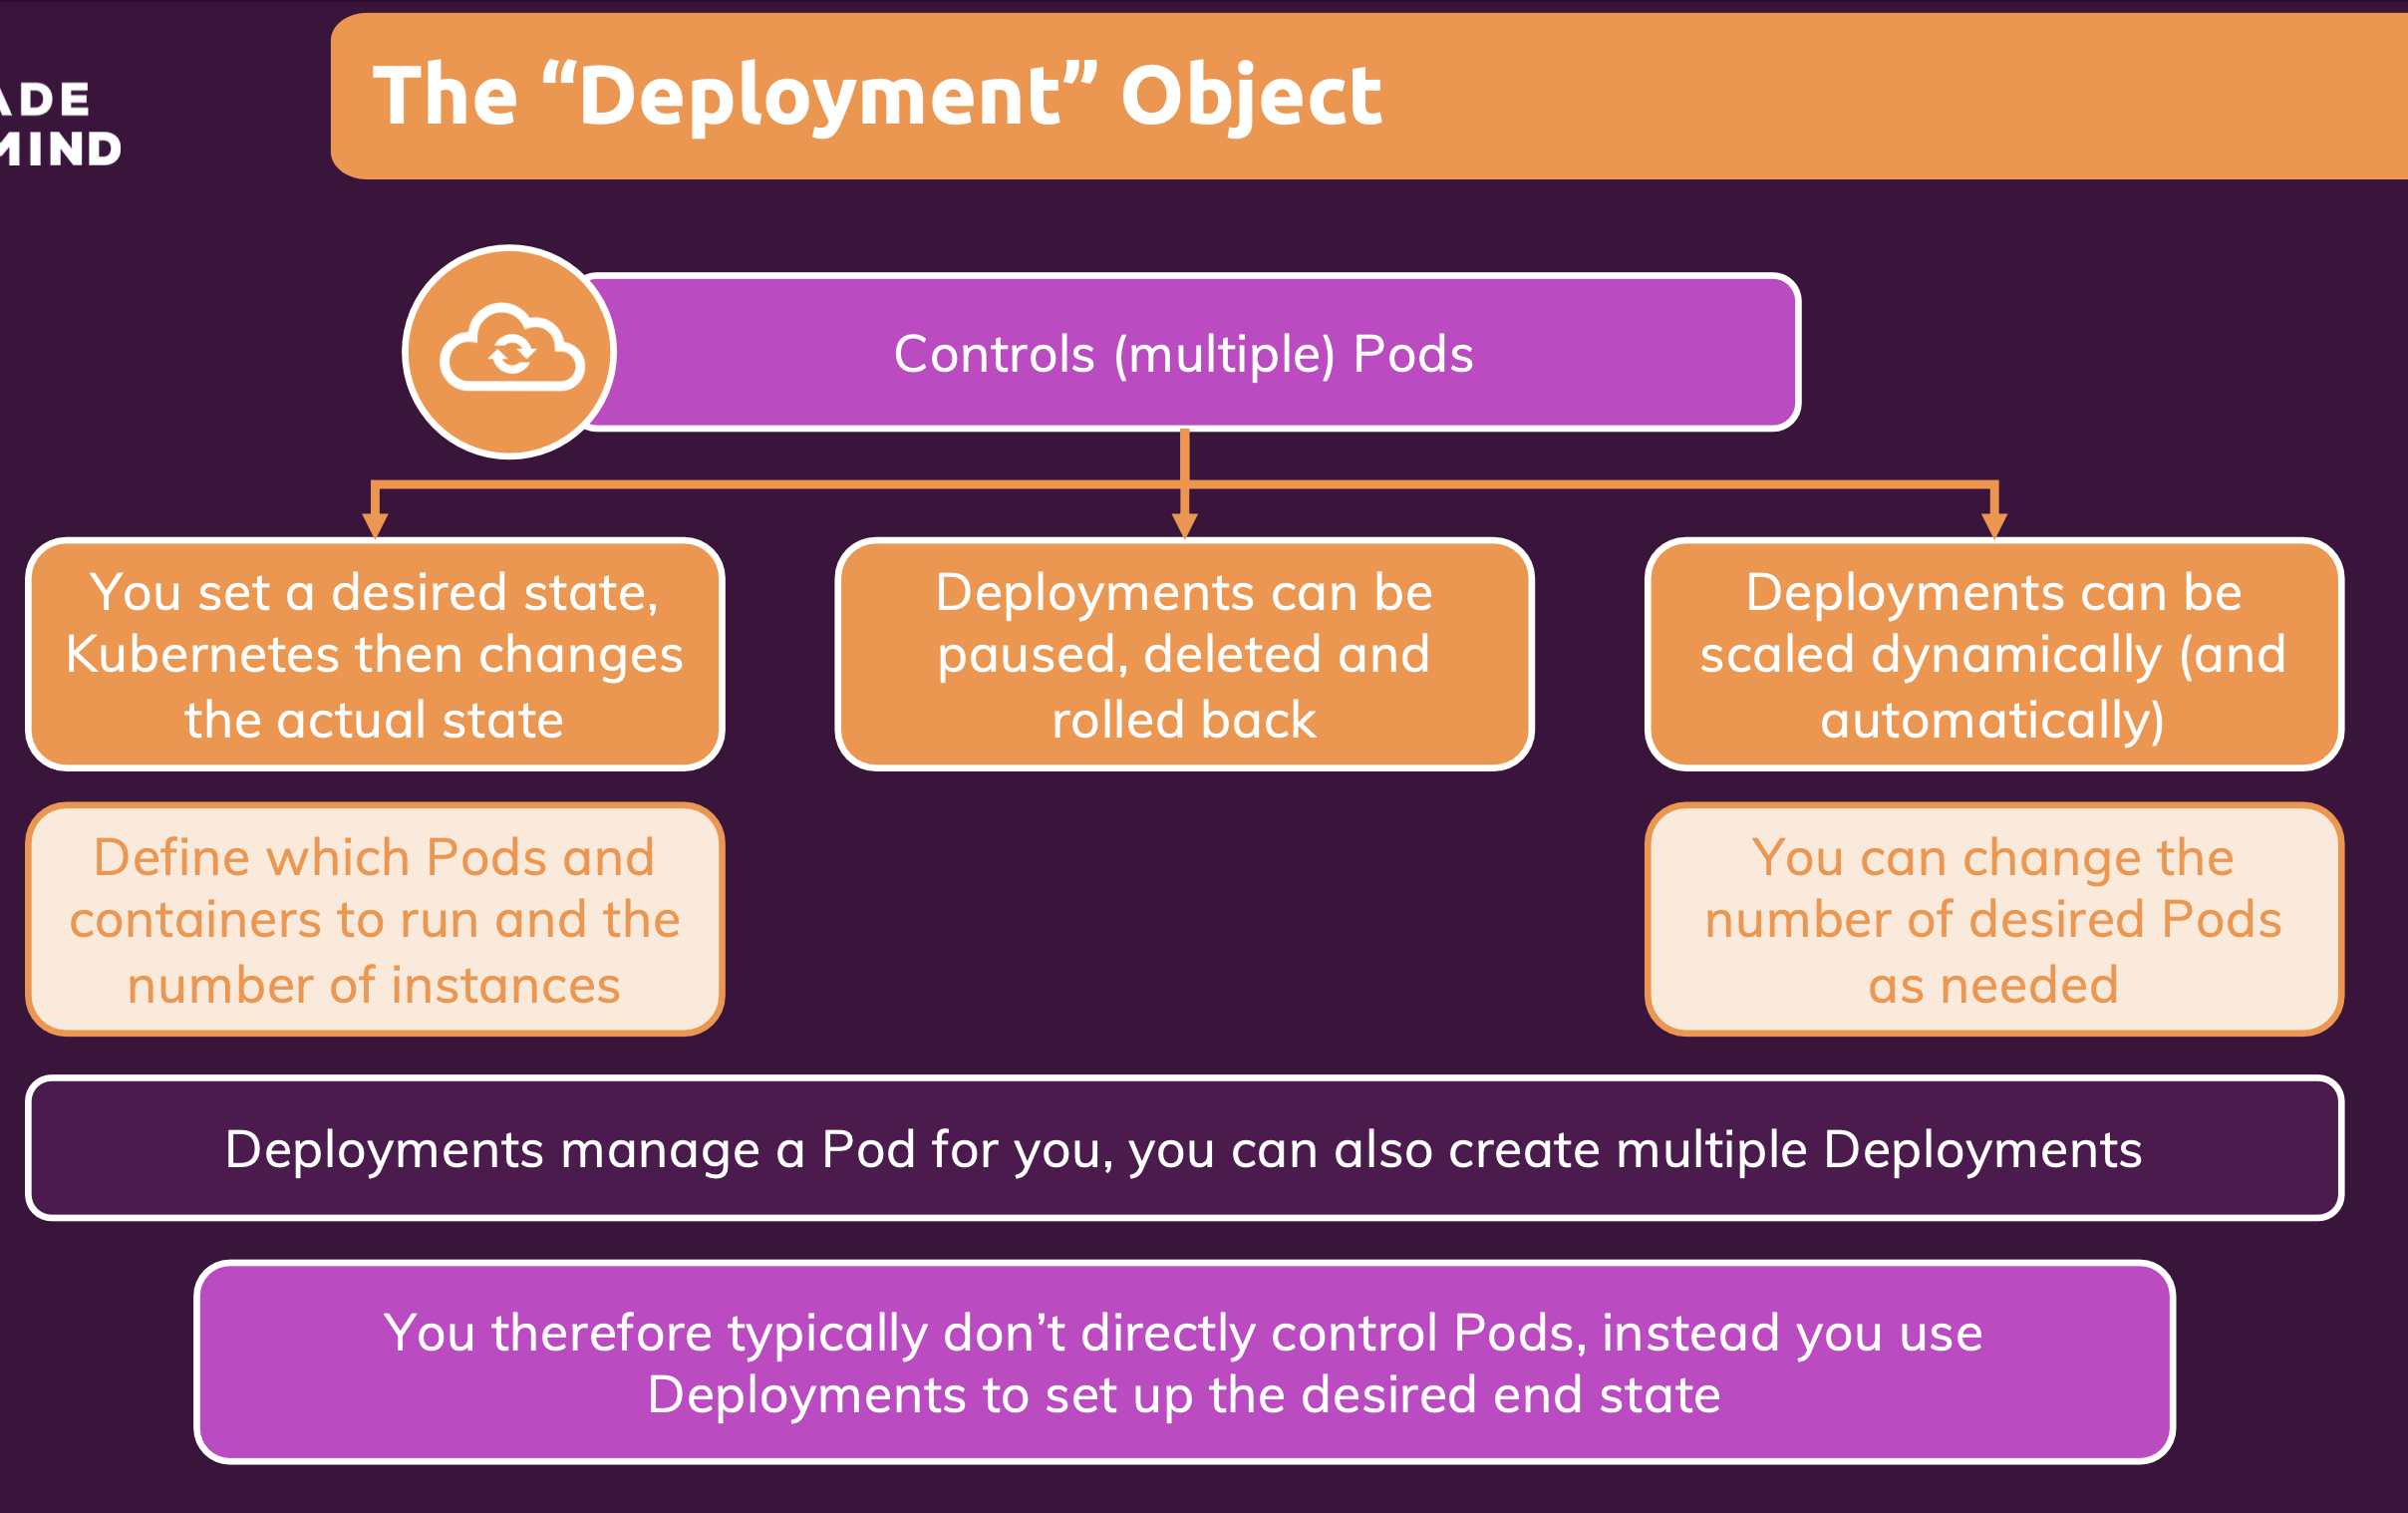 ADE
MIND
The “Deployment” Object
Controls (multiple) Pods
You set a desired state,
Kubernetes then changes
the actual state
Deployments can be
paused, deleted and
rolled back
Deployments can be
scaled dynamically (and
automatically)
Define which Pods and
containers to run and the
number of instances
You can change the
number of desired Pods
as needed
Deployments manage a Pod for you, you can also create multiple Deployments
You therefore typically don’t directly control Pods, instead you use
Deployments to set up the desired end state